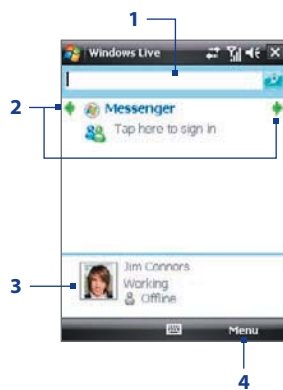 1
Windows Live
2
Messenger
Tap here to sign in
3
Jim Connors
Working
Offline
Menu
4